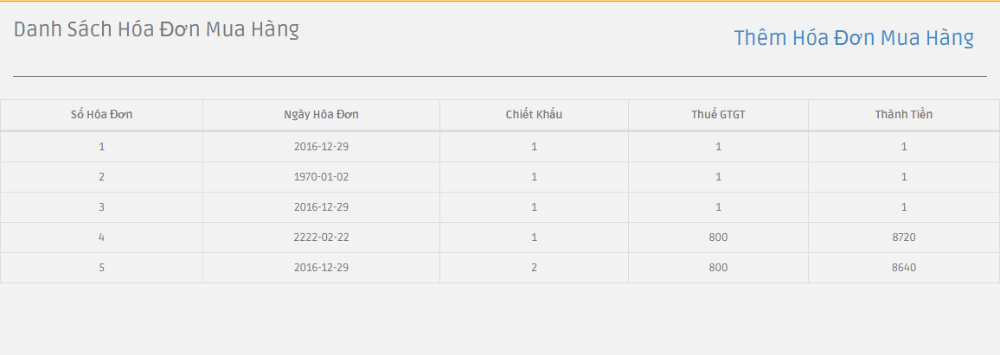 Danh Sách Hóa Đơn Mua Hàng
Thêm Hóa Đơn Mua Hàng
Số Hóa Đơn Ngày Hóa Đơn Chiết Khấu Thuế GTGT Thành Tiền
1 2016-12-29 1 1 1
2 1970-01-02 1 1 1
3 2016-12-29 1 1 1
4 2222-02-22 1 800 8720
5 2016-12-29 2 800 8640